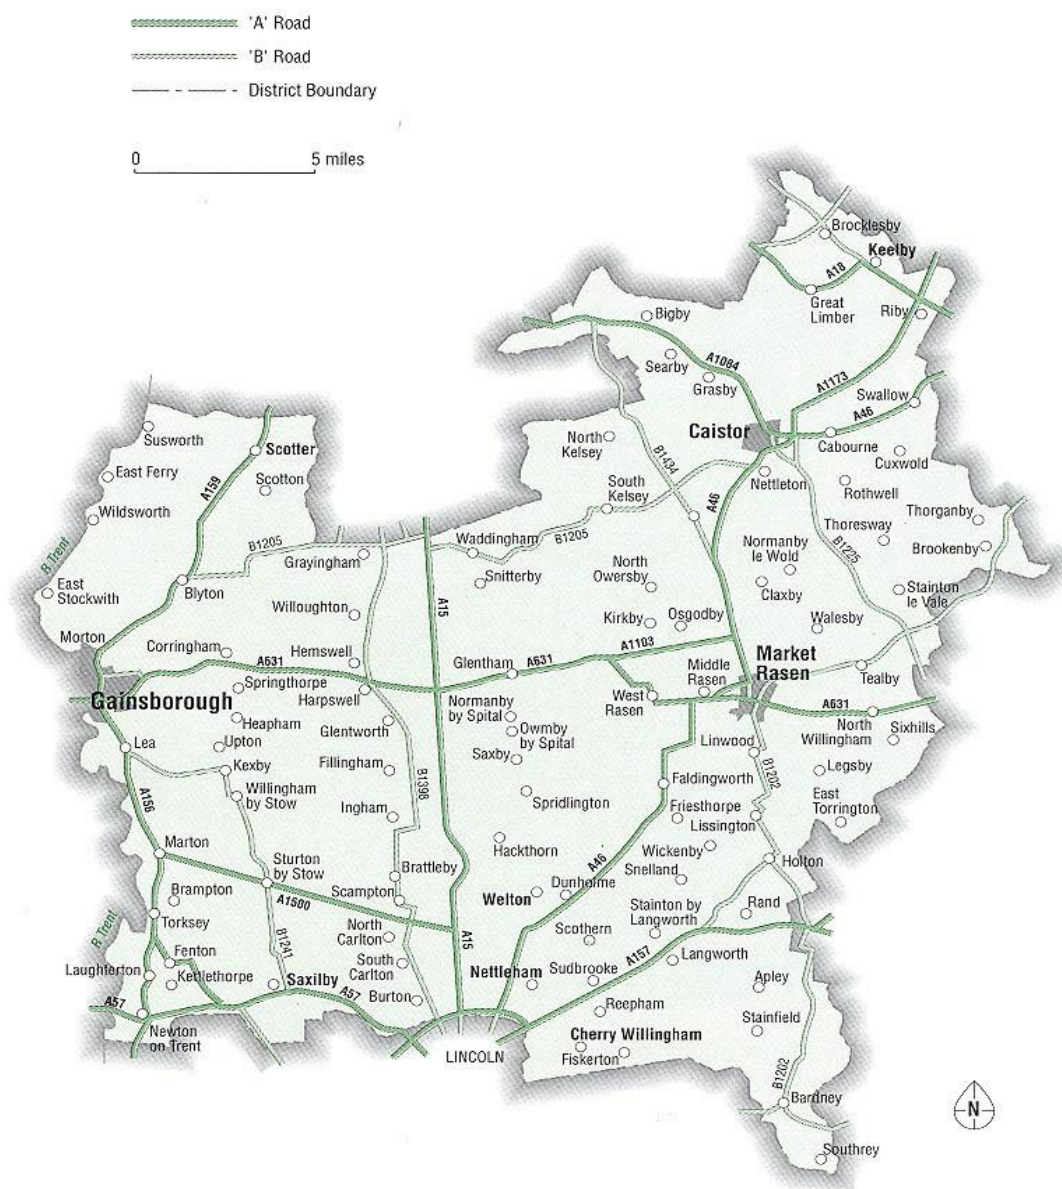 'A' Road
'B' Road
District Boundary
0
5 miles
Brocklesby
Keelby
A18
Great
Limber
Riby
Bigby
A1084
Searby
Grasby
A1173
Swallow
A46
Caistor
Cabourne
Cuxwold
North
Kelsey
B1434
Nettleton
Rothwell
South
Kelsey
A46
Thorganby
Thoresway
Brookenby
Susworth
Scotter
East Ferry
A159
Scotton
Wildsworth
R Trent
B1205
Waddingham
B1205
Normanby
le Wold
B1225
Grayingham
Snitterby
North
Owersby
Claxby
Stainton
le Vale
East
Stockwith
Blyton
A15
Willoughton
Kirkby
Osgodby
Walesby
Morton
Corringham
Hemswell
A631
Glentham
A631
A1103
Market
Rasen
Middle
Rasen
Tealby
Gainsborough
Springthorpe
Harpswell
Normanby
by Spital
West
Rasen
A631
Heapham
Glentworth
Owmby
by Spital
North
Willingham
Sixhills
Lea
Upton
Saxby
Linwood
Kexby
Fillingham
B1202
Legsby
A156
Willingham
by Stow
B1398
Spridlington
Faldingworth
East
Torrington
Ingham
Friesthorpe
Lissington
Marton
Hackthorn
Wickenby
Sturton
by Stow
Brattleby
A46
Snelland
Holton
Brampton
Scampton
Welton
Dunholme
A1500
Stainton by
Langworth
Rand
Torksey
R Trent
North
Carlton
A15
Scothern
B1241
Fenton
South
Carlton
A157
Langworth
Laughterton
Kettlethorpe
Saxilby
Nettleham
Sudbrooke
Apley
A57
A57
Burton
Reepham
Newton
on Trent
Stainfield
LINCOLN
Cherry Willingham
Fiskerton
B1202
Bardney
N
Southrey